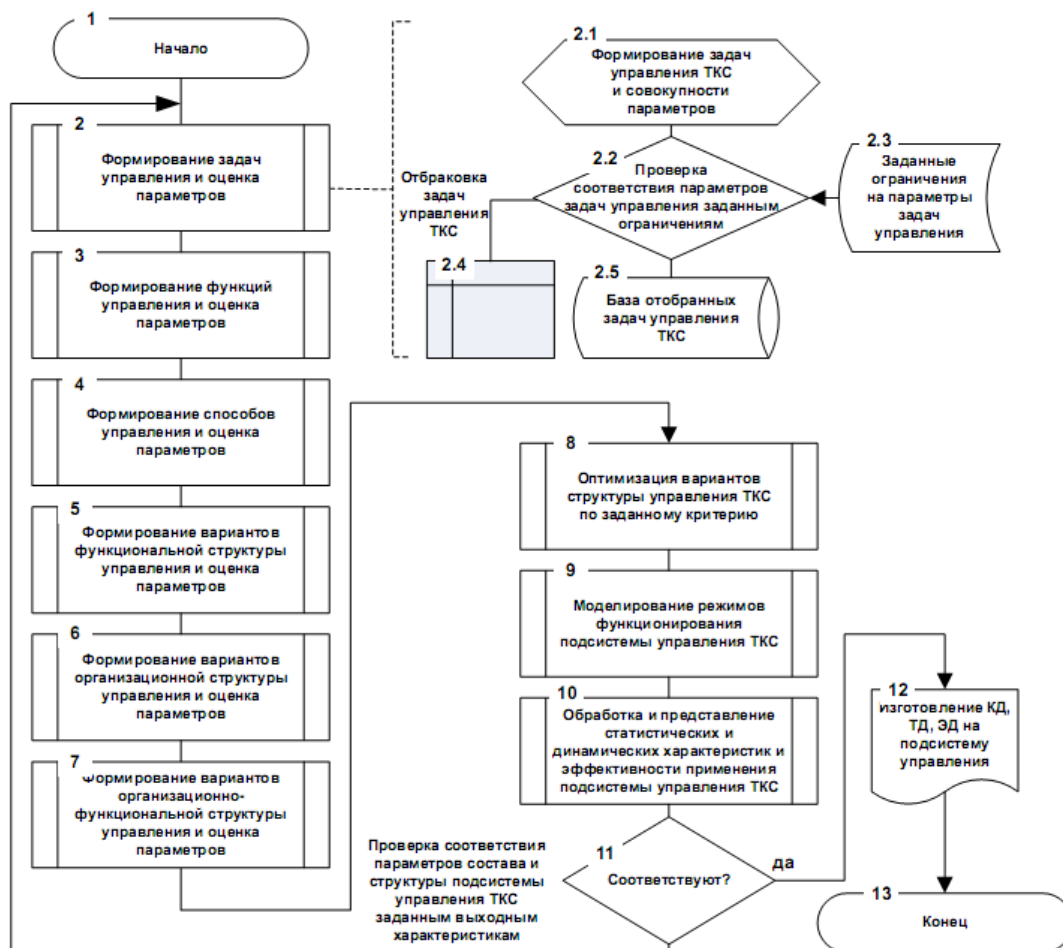 1
Начало
2
Формирование задач
управления и оценка
параметров
3
Формирование функций
управления и оценка
параметров
4
Формирование способов
управления и оценка
параметров
5
Формирование вариантов
функциональной структуры
управления и оценка
параметров
6
Формирование вариантов
организационной структуры
управления и оценка
параметров
7
Формирование вариантов
организационно-
функциональной структуры
управления и оценка
параметров
2.1
Формирование задач
управления ТКС
и совокупности
параметров
2.2
Проверка
соответствия параметров
задач управления заданным
ограничениям
2.3
Заданные
ограничения
на параметры
задач
управления
Отбраковка
задач
управления
ТКС
2.4
2.5
База отобранных
задач управления
ТКС
8
Оптимизация вариантов
структуры управления ТКС
по заданному критерию
9
Моделирование режимов
функционирования
подсистемы управления ТКС
10
Обработка и представление
статистических и
динамических характеристик и
эффективности применения
подсистемы управления ТКС
Проверка соответствия
параметров состава и
структуры подсистемы
управления ТКС
заданным выходным
характеристикам
11
Соответствуют?
да
12
Изготовление КД,
ТД, ЭД на
подсистему
управления
13
Конец